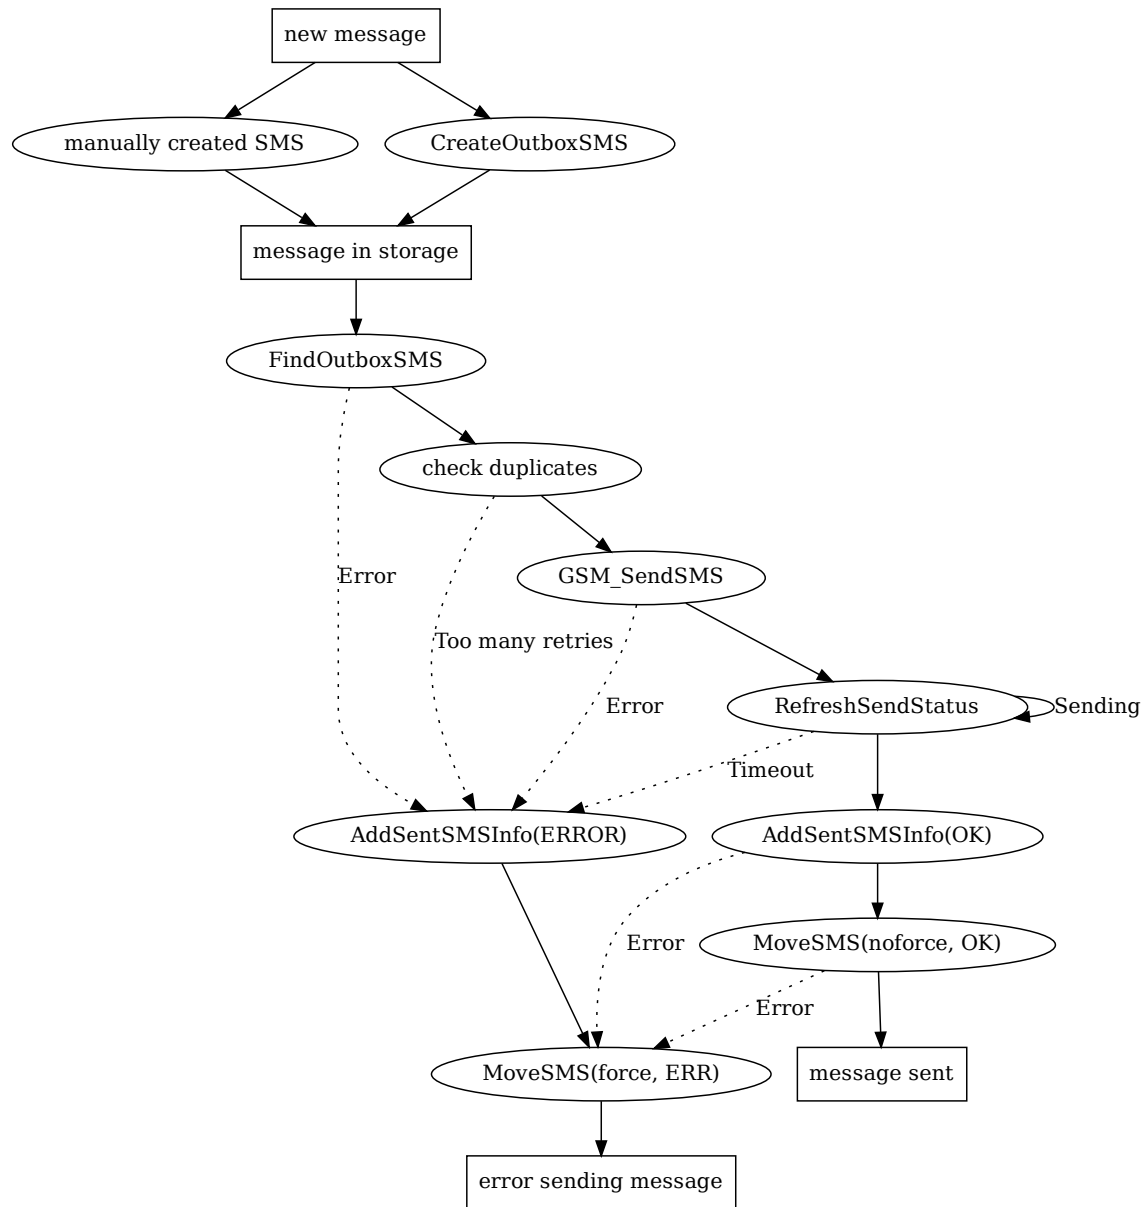 new message
manually created SMS
CreateOutboxSMS
message in storage
FindOutboxSMS
check duplicates
GSM_SendSMS
Error
Too many retries
Error
RefreshSendStatus
Sending
Timeout
AddSentSMSInfo(ERROR)
AddSentSMSInfo(OK)
Error
MoveSMS(noforce, OK)
Error
MoveSMS(force, ERR)
message sent
error sending message